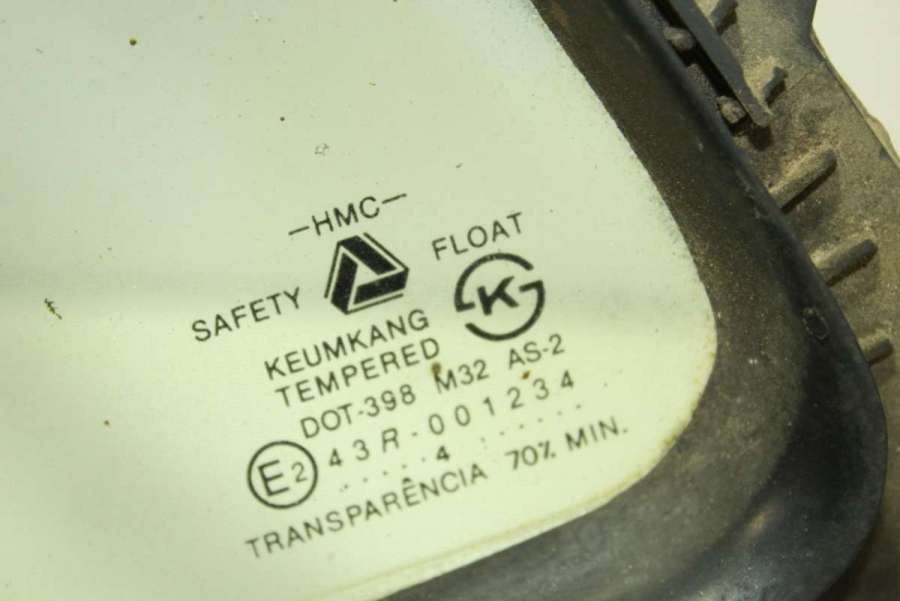 -HMC-
SAFETY FLOAT
KEUMKANG
TEMPERED
K
DOT-398 M32 AS-2
E2 43R-001234
.....4 ......
TRANSPARÊNCIA 70% MIN.